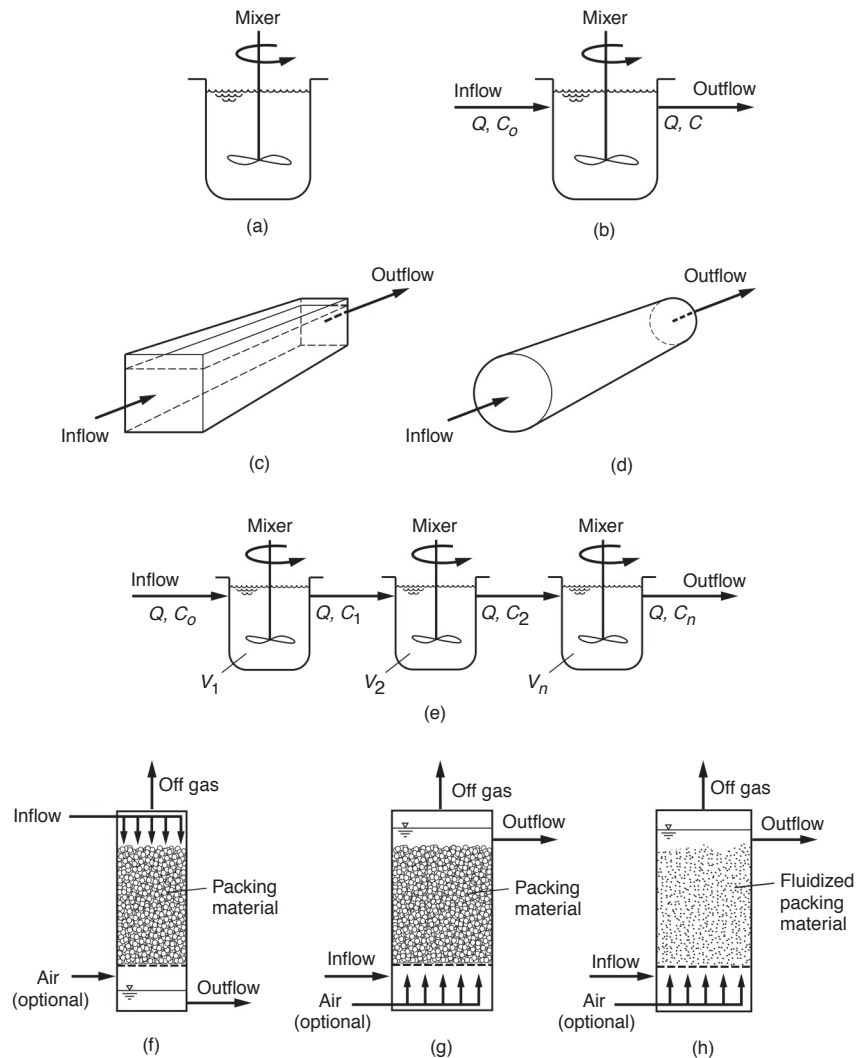 Mixer
(a)
Mixer
Inflow
Q, Cₒ
Outflow
Q, C
(b)
Outflow
Inflow
(c)
Outflow
Inflow
(d)
Mixer
Mixer
Mixer
Inflow
Q, Cₒ
Q, C₁
Q, C₂
Outflow
Q, Cₙ
V₁
V₂
Vₙ
(e)
Off gas
Inflow
Packing
material
Air
(optional)
Outflow
(f)
Off gas
Outflow
Packing
material
Inflow
Air
(optional)
(g)
Off gas
Outflow
Fluidized
packing
material
Inflow
Air
(optional)
(h)